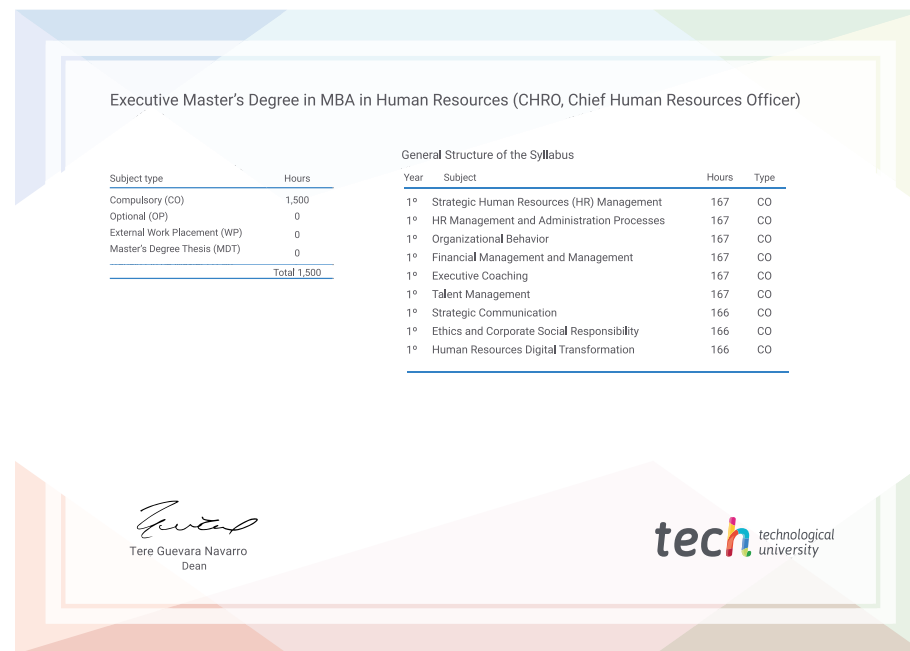 Executive Master's Degree in MBA in Human Resources (CHRO, Chief Human Resources Officer)
Subject type Hours
Compulsory (CO) 1,500
Optional (OP) 0
External Work Placement (WP) 0
Master's Degree Thesis (MDT) 0
Total 1,500
General Structure of the Syllabus
Year Subject Hours Type
1º Strategic Human Resources (HR) Management 167 CO
1º HR Management and Administration Processes 167 CO
1º Organizational Behavior 167 CO
1º Financial Management and Management 167 CO
1º Executive Coaching 167 CO
1º Talent Management 167 CO
1º Strategic Communication 166 CO
1º Ethics and Corporate Social Responsibility 166 CO
1º Human Resources Digital Transformation 166 CO
Tere Guevara Navarro
Dean
tech technological
university